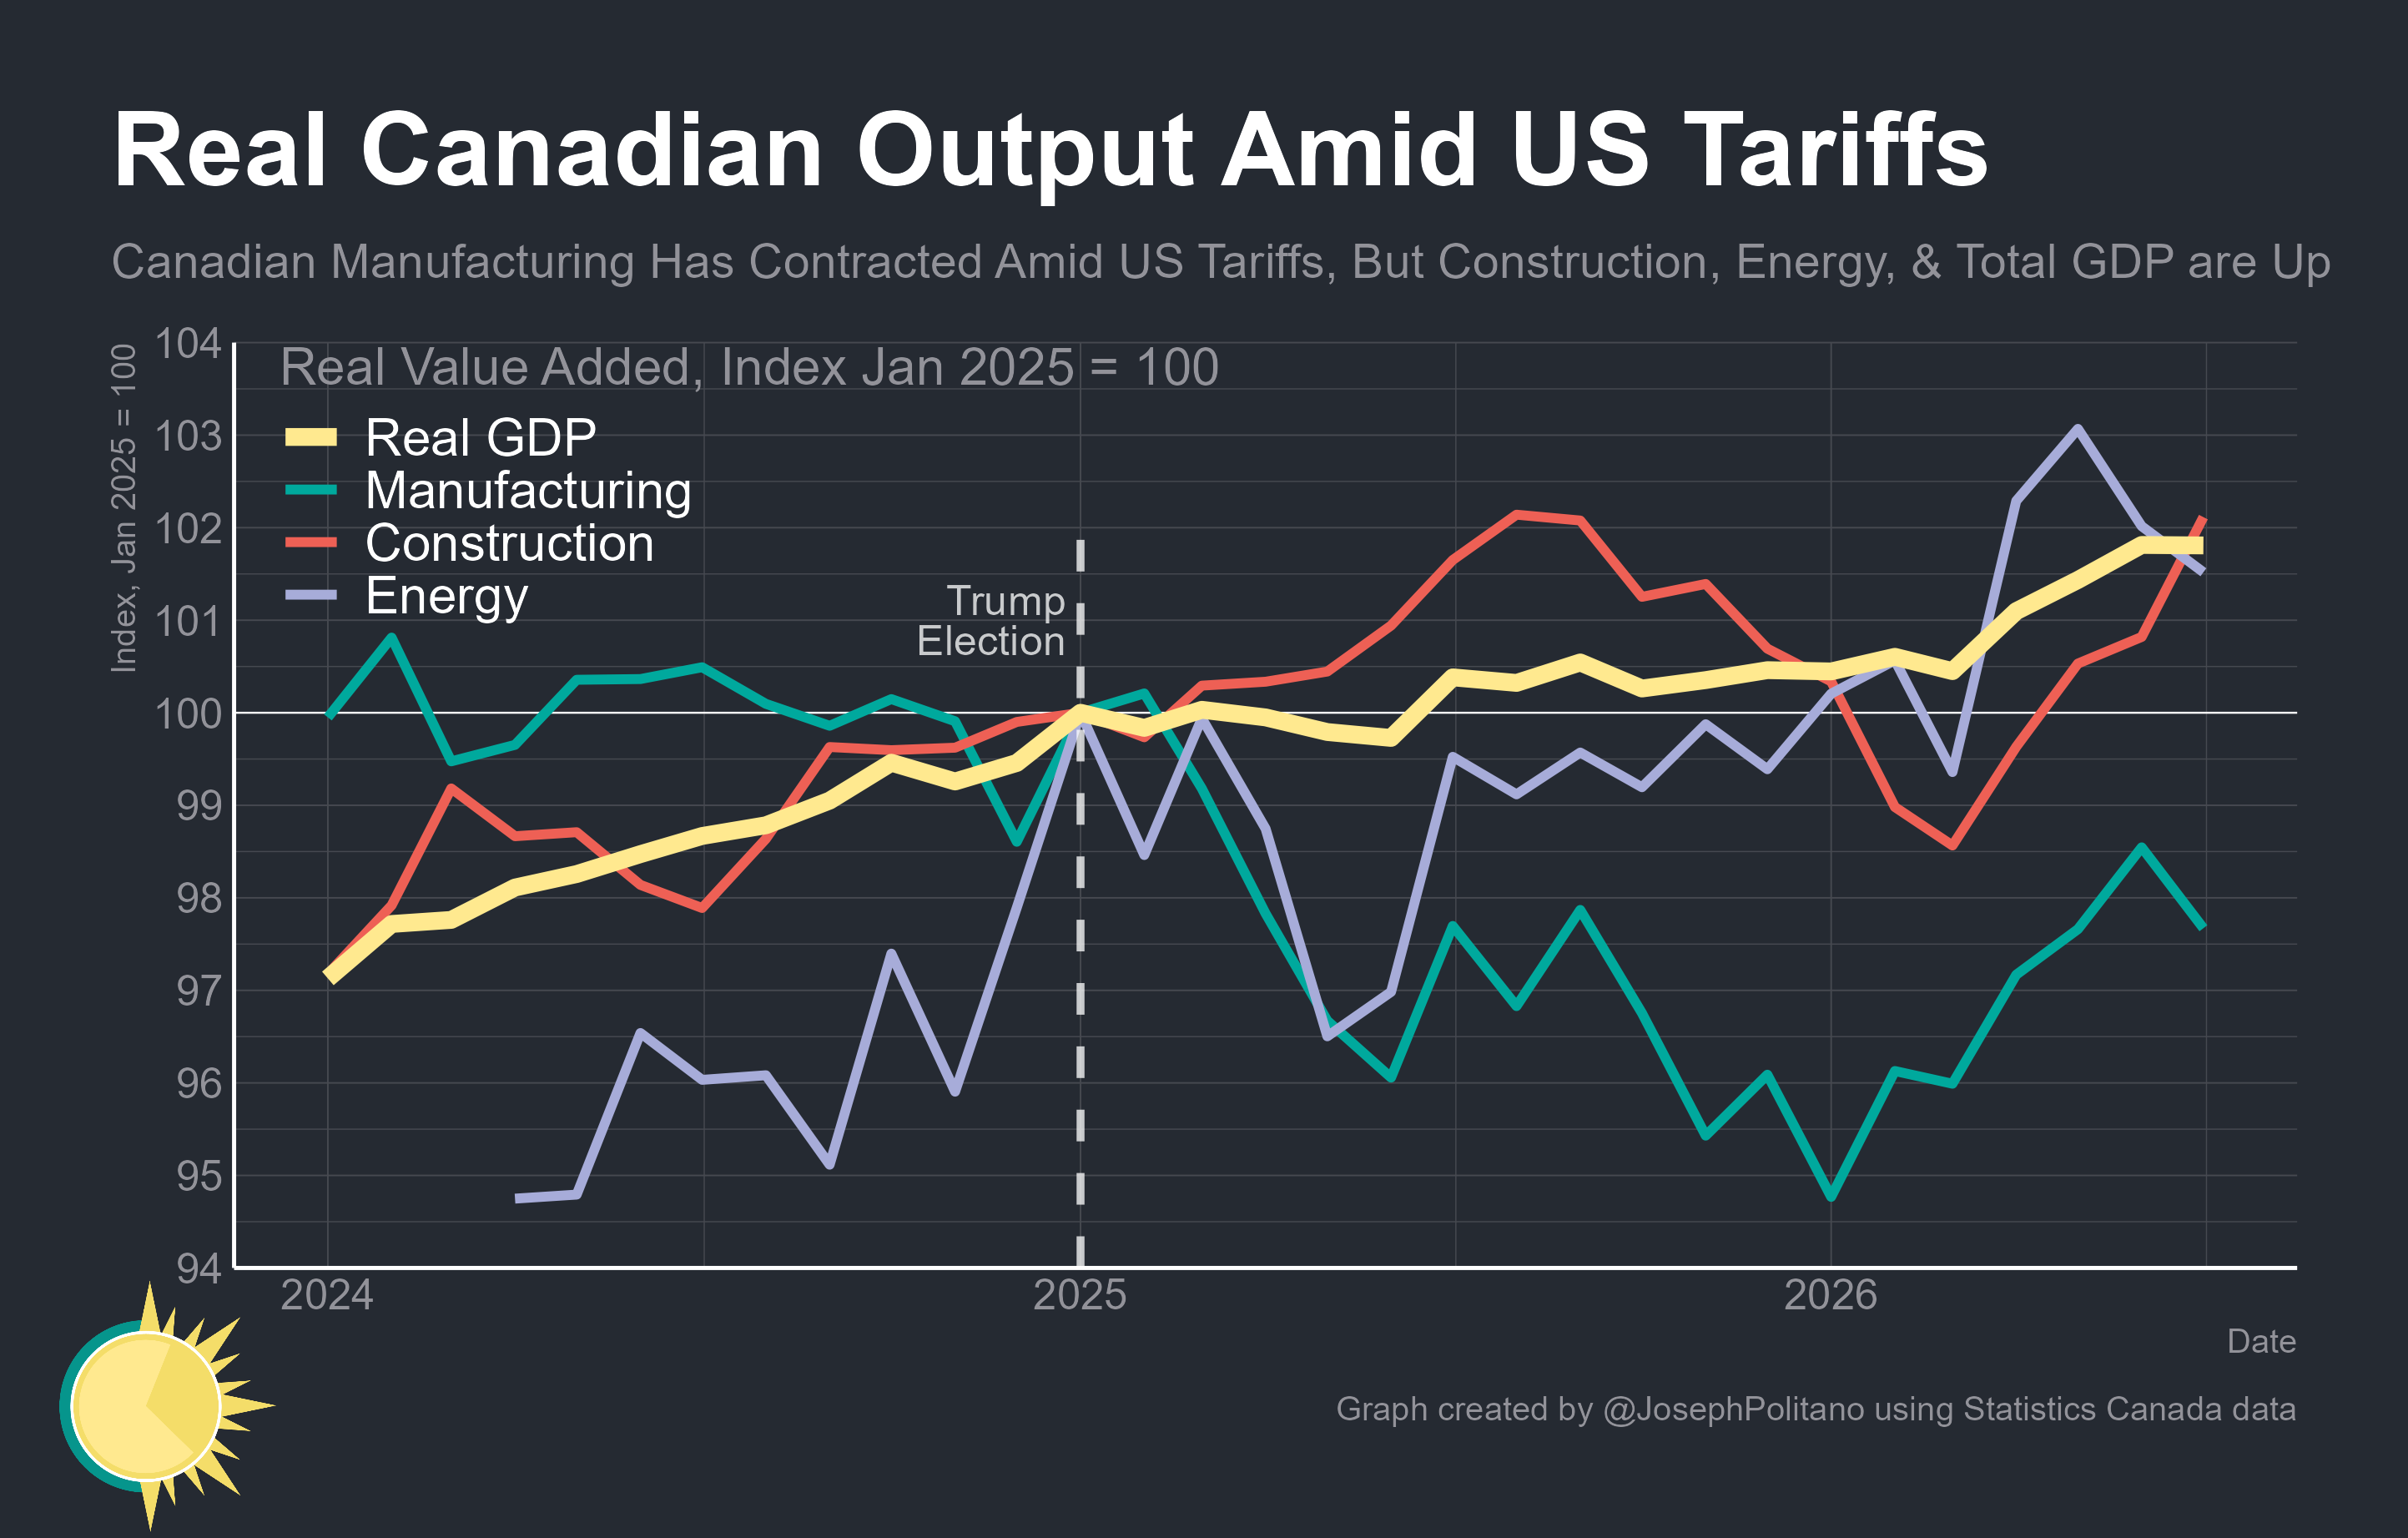 Real Canadian Output Amid US Tariffs
Canadian Manufacturing Has Contracted Amid US Tariffs, But Construction, Energy, & Total GDP are Up
Index, Jan 2025 = 100
Real Value Added, Index Jan 2025 = 100
Real GDP
Manufacturing
Construction
Energy
Trump
Election
104
103
102
101
100
99
98
97
96
95
94
2024
2025
2026
Date
Graph created by @JosephPolitano using Statistics Canada data